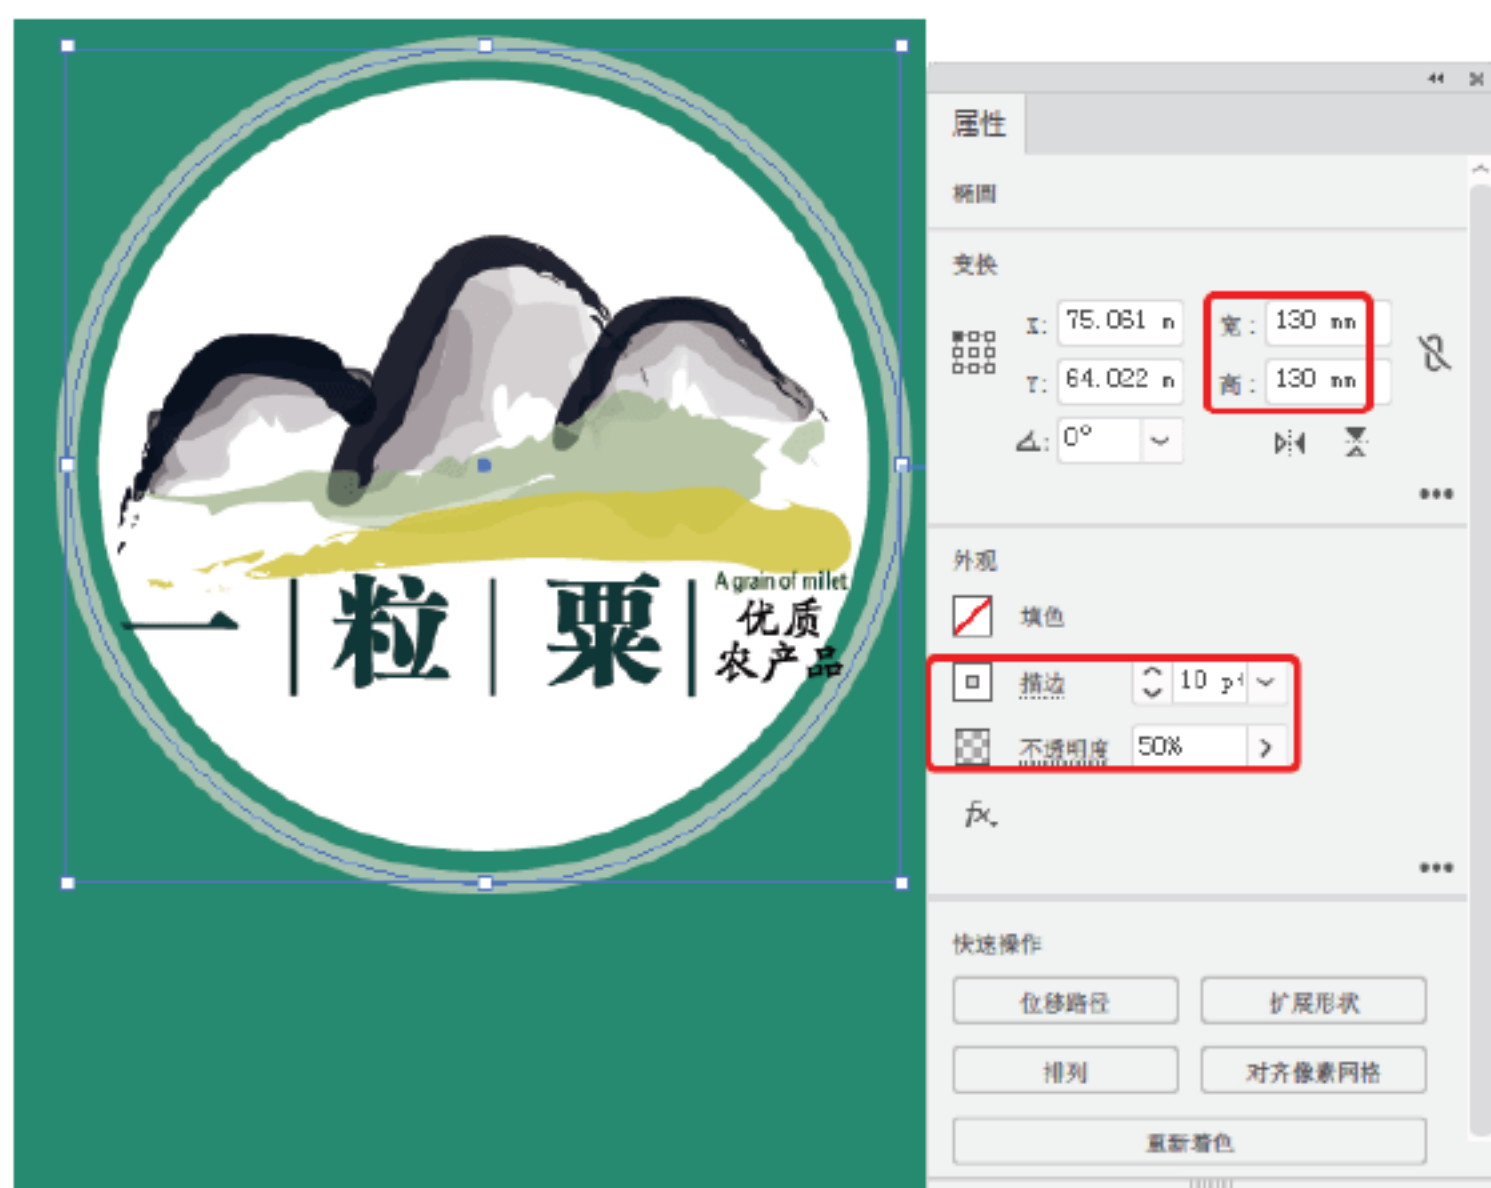 属性
椭圆
变换
X: 75.061 m
宽: 130 mm
Y: 64.022 m
高: 130 mm
0°
外观
填色
描边 10 pt
不透明度 50%
fx.
快速操作
位移路径
扩展形状
排列
对齐像素网格
重新着色
一|粟|粒|
A grain of millet
优质
农产品